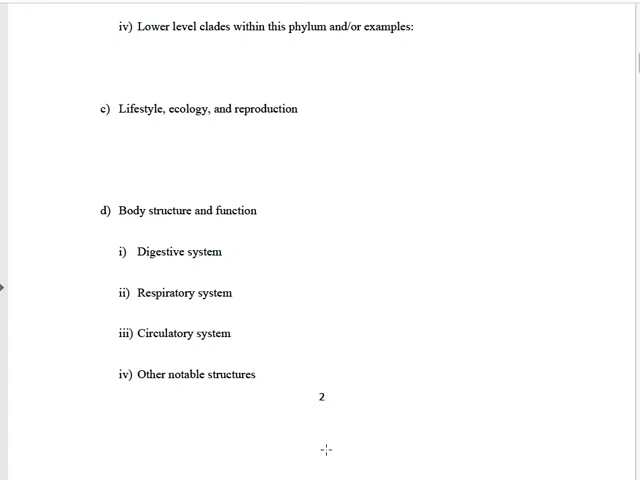 iv) Lower level clades within this phylum and/or examples:
c) Lifestyle, ecology, and reproduction
d) Body structure and function
i) Digestive system
ii) Respiratory system
iii) Circulatory system
iv) Other notable structures
2